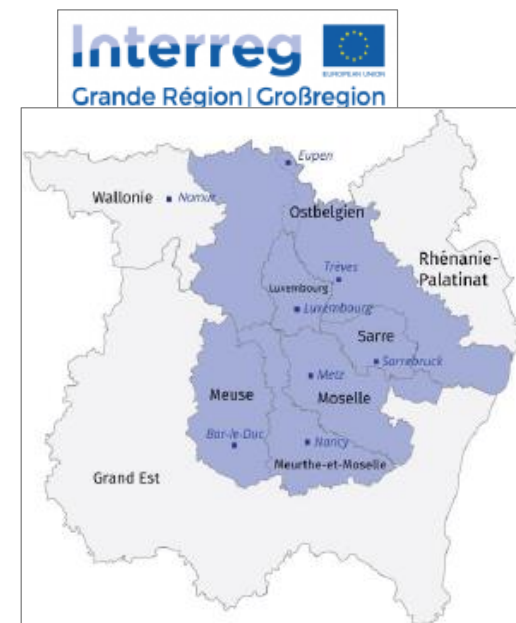 Interreg
EUROPEAN UNION
Grande Région | Großregion
Eupen
Wallonie
Namur
Ostbelgien
Trèves
Rhénanie-
Palatinat
Luxembourg
Luxembourg
Sarre
Sarrebruck
Metz
Meuse
Moselle
Bar-le-Duc
Nancy
Meurthe-et-Moselle
Grand Est